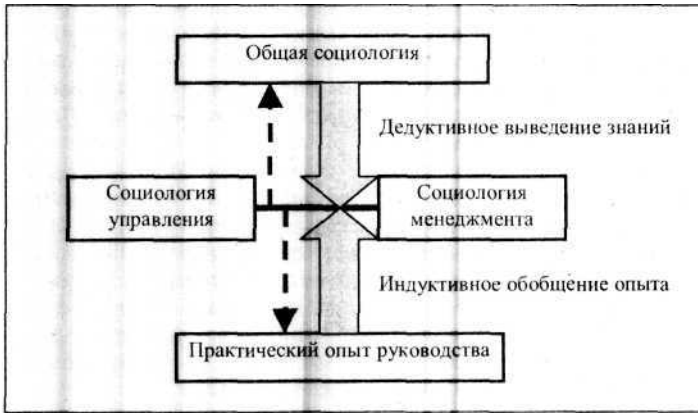 Общая социология
Дедуктивное выведение знаний
Социология
управления
Социология
менеджмента
Индуктивное обобщение опыта
Практический опыт руководства